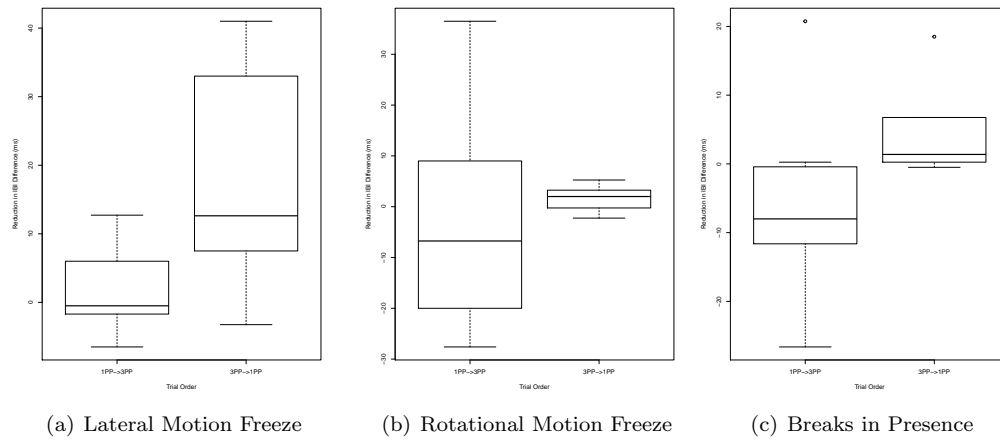 40
30
20
10
0
Reduction in IBI Difference (ms)
1PP->3PP 3PP->1PP
Trial Order
30
20
10
0
-10
-20
-30
Reduction in IBI Difference (ms)
1PP->3PP 3PP->1PP
Trial Order
20
10
0
-10
-20
Reduction in IBI Difference (ms)
1PP->3PP 3PP->1PP
Trial Order
(a) Lateral Motion Freeze (b) Rotational Motion Freeze (c) Breaks in Presence